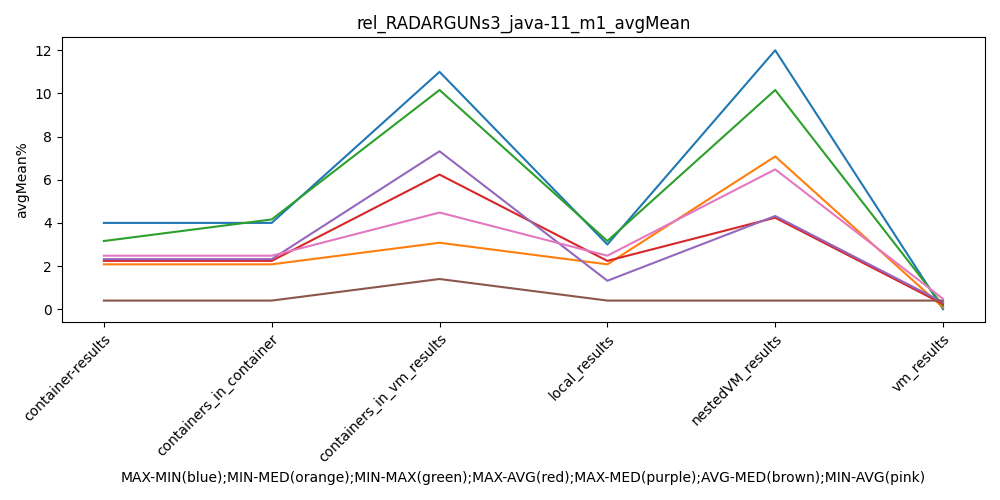 rel_RADARGUNs3_java-11_m1_avgMean
avgMean%
12
10
8
6
4
2
0
container-results
containers_in_container
containers_in_vm_results
local_results
nestedVM_results
vm_results
MAX-MIN(blue);MIN-MED(orange);MIN-MAX(green);MAX-AVG(red);MAX-MED(purple);AVG-MED(brown);MIN-AVG(pink)